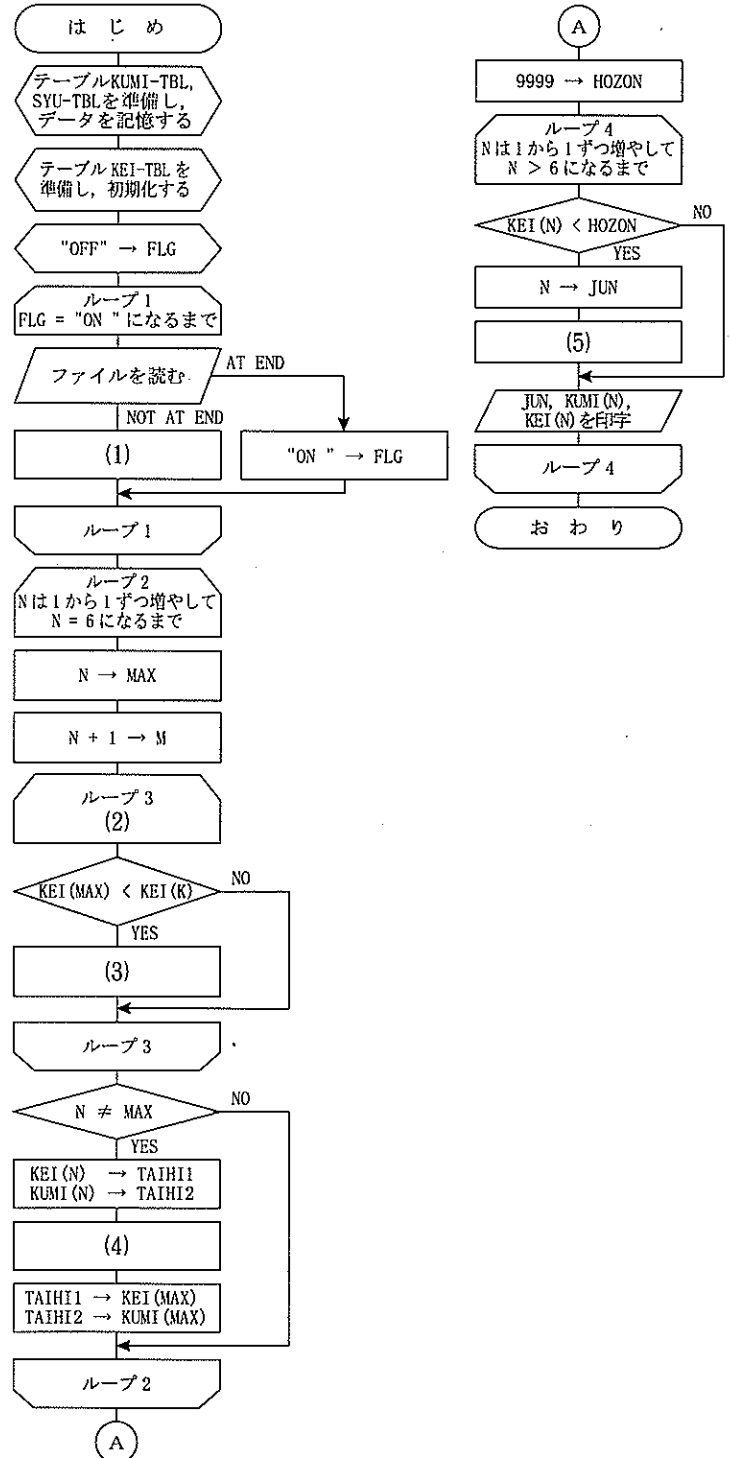 は じ め
テーブルKUMI-TBL,
SYU-TBLを準備し,
データを記憶する
テーブルKEI-TBLを
準備し, 初期化する
"OFF" → FLG
ループ1
FLG = "ON "になるまで
ファイルを読む
AT END
NOT AT END
(1)
"ON " → FLG
ループ1
ループ2
Nは1から1ずつ増やして
N = 6になるまで
N → MAX
N + 1 → M
ループ3
(2)
KEI(MAX) < KEI(K)
NO
YES
(3)
ループ3
N ≠ MAX
NO
YES
KEI(N) → TAIHI1
KUMI(N) → TAIHI2
(4)
TAIHI1 → KEI(MAX)
TAIHI2 → KUMI(MAX)
ループ2
A
A
9999 → HOZON
ループ4
Nは1から1ずつ増やして
N > 6になるまで
KEI(N) < HOZON
NO
YES
N → JUN
(5)
JUN, KUMI(N),
KEI(N)を印字
ループ4
お わ り